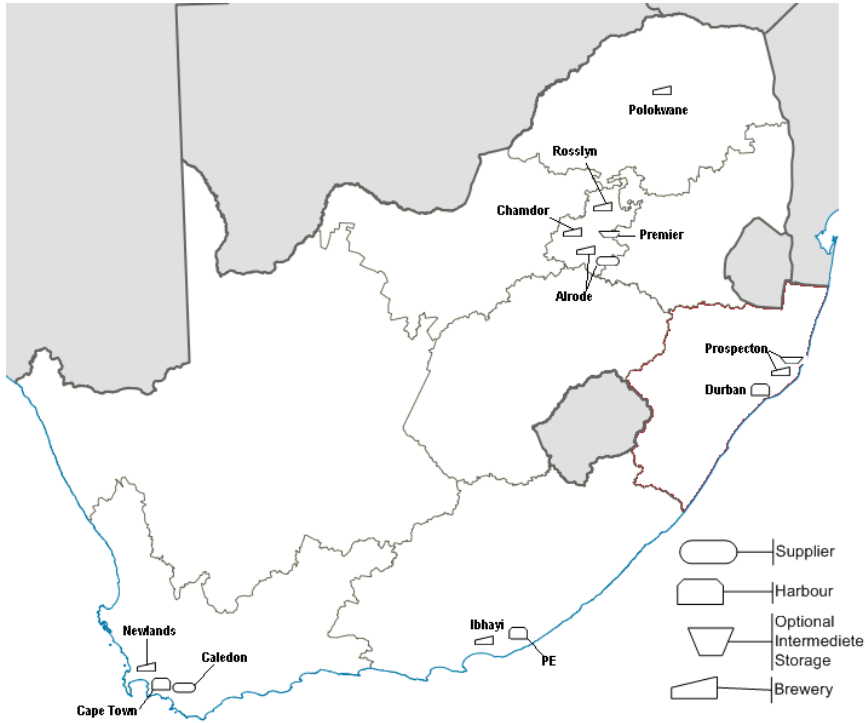 Polokwane
Rosslyn
Chamdor
Premier
Alrode
Prospecton
Durban
Supplier
Harbour
Optional
Intermediete
Storage
Brewery
Ibhayi
PE
Newlands
Caledon
Cape Town